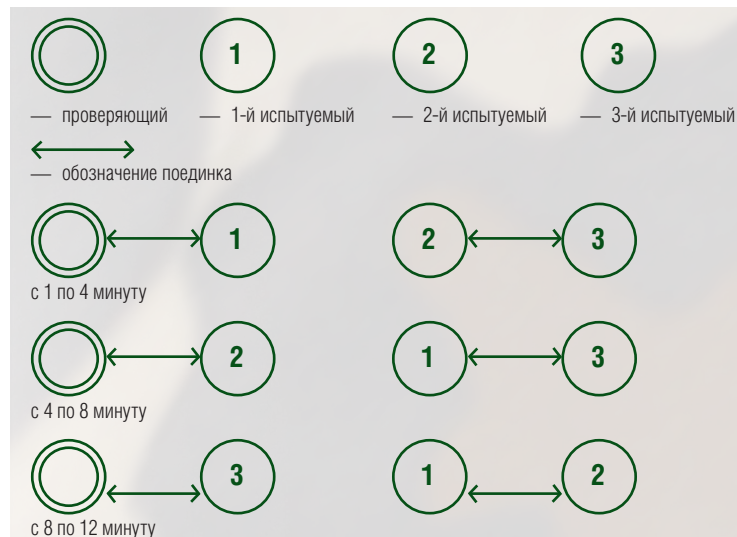 1 2 3
— проверяющий — 1-й испытуемый — 2-й испытуемый — 3-й испытуемый
— обозначение поединка
1 2 3
с 1 по 4 минуту
2 1 3
с 4 по 8 минуту
3 1 2
с 8 по 12 минуту